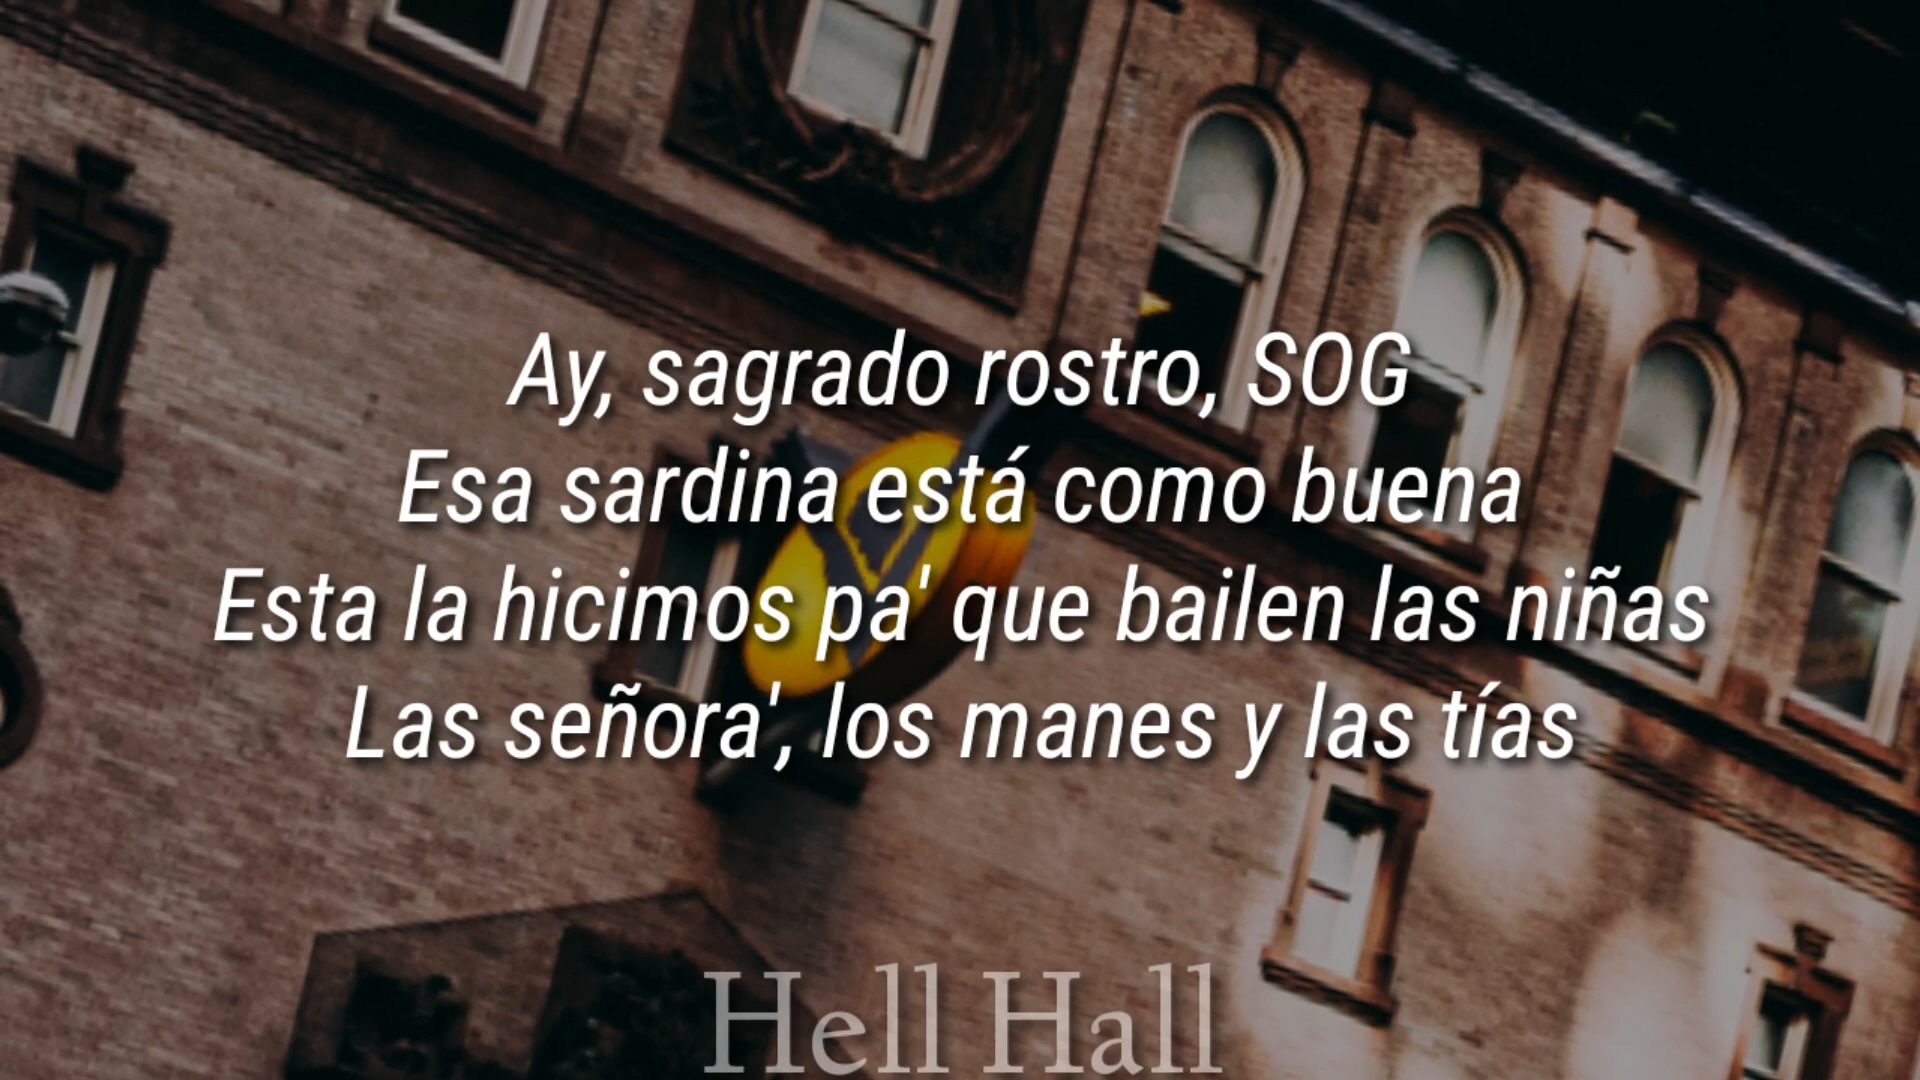 Ay, sagrado rostro, SOG
Esa sardina está como buena
Esta la hicimos pa' que bailen las niñas
Las señora', los manes y las tías
Hell Hall